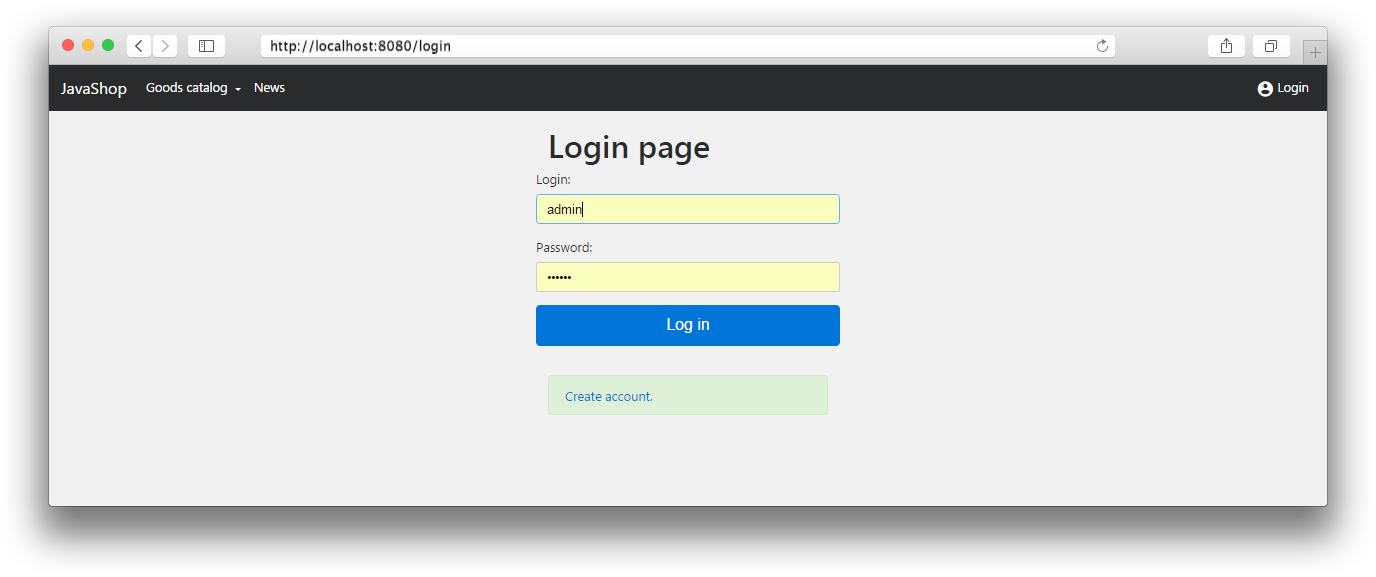 http://localhost:8080/login
JavaShop Goods catalog News Login
Login page
Login:
admin
Password:
••••••
Log in
Create account.